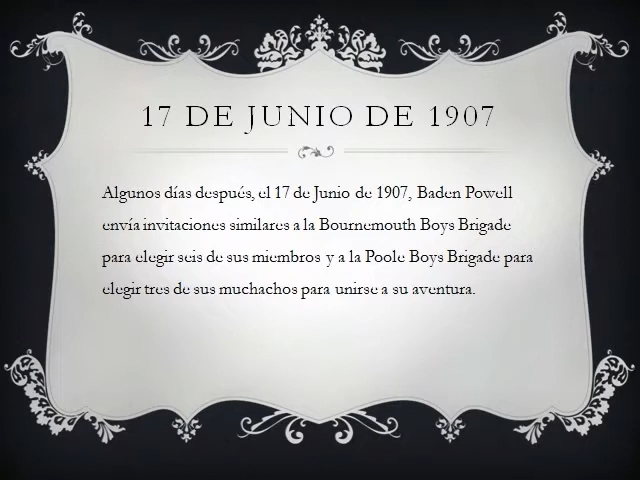 17 DE JUNIO DE 1907
Algunos días después, el 17 de Junio de 1907, Baden Powell
envía invitaciones similares a la Bournemouth Boys Brigade
para elegir seis de sus miembros y a la Poole Boys Brigade para
elegir tres de sus muchachos para unirse a su aventura.